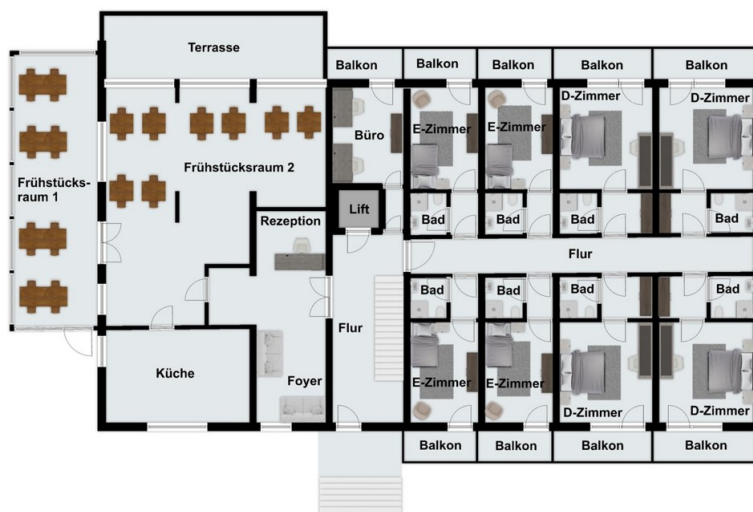 Terrasse
Balkon
Balkon
Balkon
Balkon
Balkon
D-Zimmer
D-Zimmer
E-Zimmer
E-Zimmer
Büro
Frühstücksraum 2
Frühstücks-
raum 1
Rezeption
Lift
Bad
Bad
Bad
Bad
Flur
Bad
Bad
Bad
Bad
Flur
Küche
Foyer
E-Zimmer
E-Zimmer
D-Zimmer
D-Zimmer
Balkon
Balkon
Balkon
Balkon